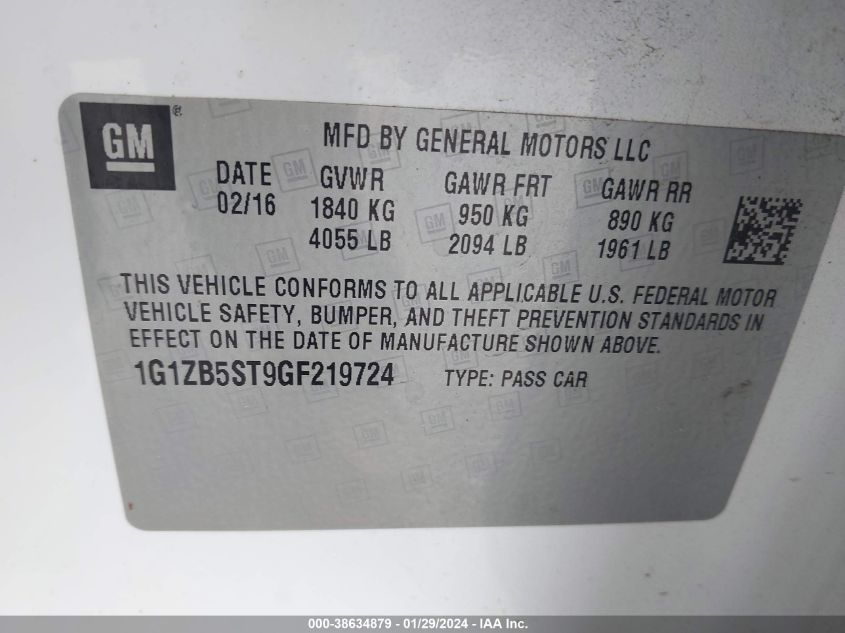 GM®
MFD BY GENERAL MOTORS LLC
DATE GVWR GAWR FRT GAWR RR
02/16 1840 KG 950 KG 890 KG
4055 LB 2094 LB 1961 LB
THIS VEHICLE CONFORMS TO ALL APPLICABLE U.S. FEDERAL MOTOR
VEHICLE SAFETY, BUMPER, AND THEFT PREVENTION STANDARDS IN
EFFECT ON THE DATE OF MANUFACTURE SHOWN ABOVE.
1G1ZB5ST9GF219724 TYPE: PASS CAR
000-38634879 - 01/29/2024 - IAA Inc.